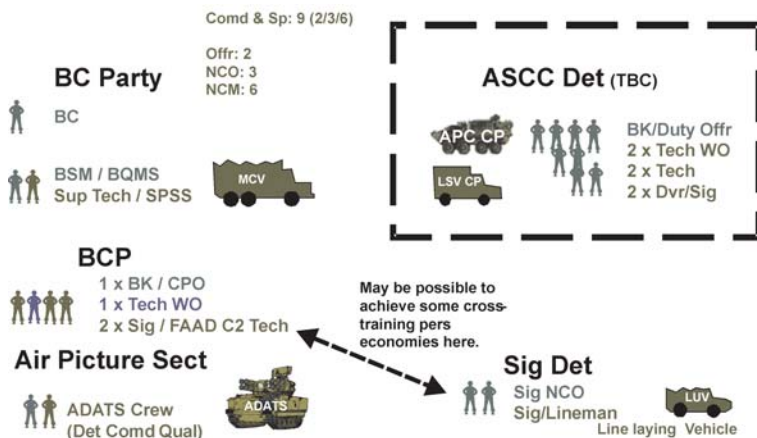 Comd & Sp: 9 (2/3/6)
Offr: 2
NCO: 3
NCM: 6
BC Party
BC
BSM / BQMS
Sup Tech / SPSS
MCV
ASCC Det (TBC)
APC CP
LSV CP
BK/Duty Offr
2 x Tech WO
2 x Tech
2 x Dvr/Sig
BCP
1 x BK / CPO
1 x Tech WO
2 x Sig / FAAD C2 Tech
May be possible to
achieve some cross-
training pers
economies here.
Air Picture Sect
ADATS Crew
(Det Comd Qual)
ADATS
Sig Det
Sig NCO
Sig/Lineman
LUV
Line laying Vehicle